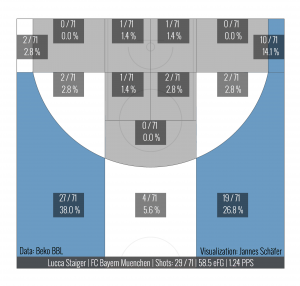 0 / 71 1 / 71 1 / 71 0 / 71
0.0 % 1.4 % 1.4 % 0.0 %
2 / 71 10 / 71
2.8 % 14.1 %
2 / 71 1 / 71 2 / 71 2 / 71
2.8 % 1.4 % 2.8 % 2.8 %
0 / 71
0.0 %
27 / 71 4 / 71 19 / 71
38.0 % 5.6 % 26.8 %
Data: Beko BBL Visualization: Jannes Schäfer
Lucca Staiger | FC Bayern Muenchen | Shots: 29 / 71 | 58.5 eFG | 1.24 PPS